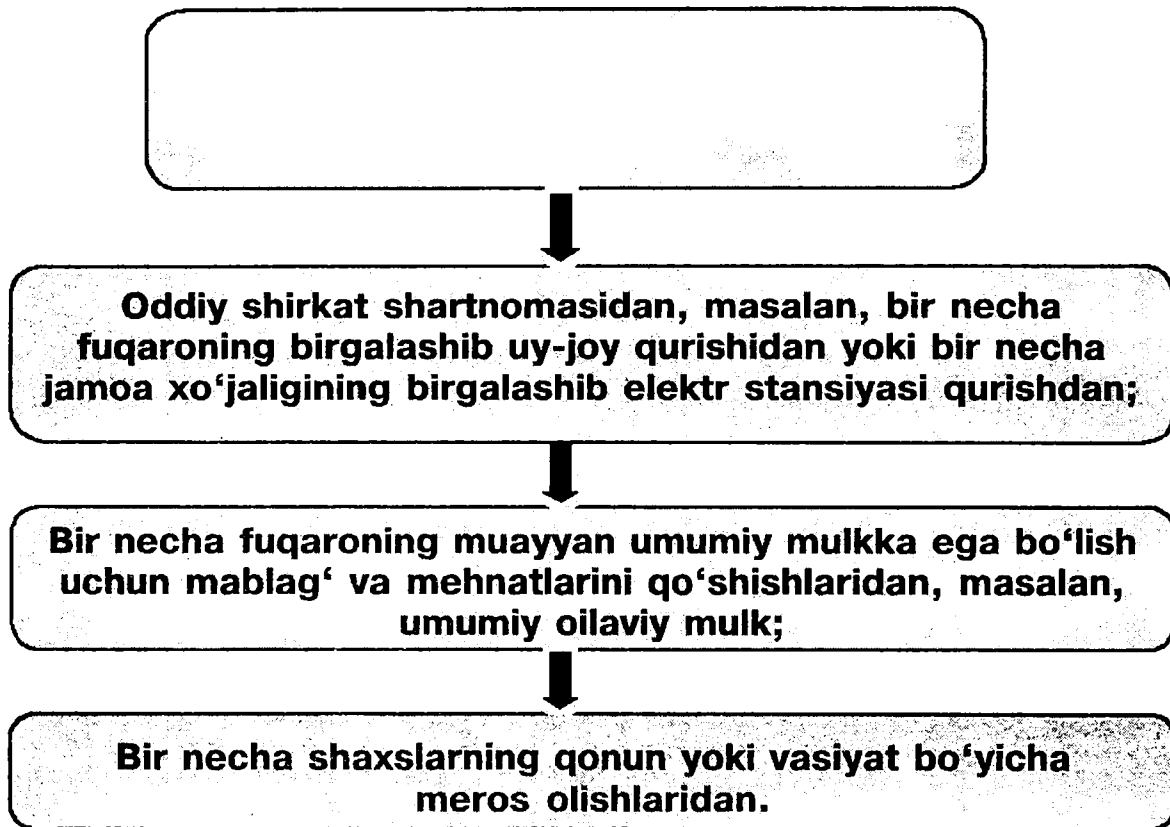 Oddiy shirkat shartnomasidan, masalan, bir necha
fuqaroning birgalashib uy-joy qurishidan yoki bir necha
jamoa xo‘jaligining birgalashib elektr stansiyasi qurishdan;
Bir necha fuqaroning muayyan umumiy mulkka ega bo‘lish
uchun mablag‘ va mehnatlarini qo‘shishlaridan, masalan,
umumiy oilaviy mulk;
Bir necha shaxslarning qonun yoki vasiyat bo‘yicha
meros olishlaridan.